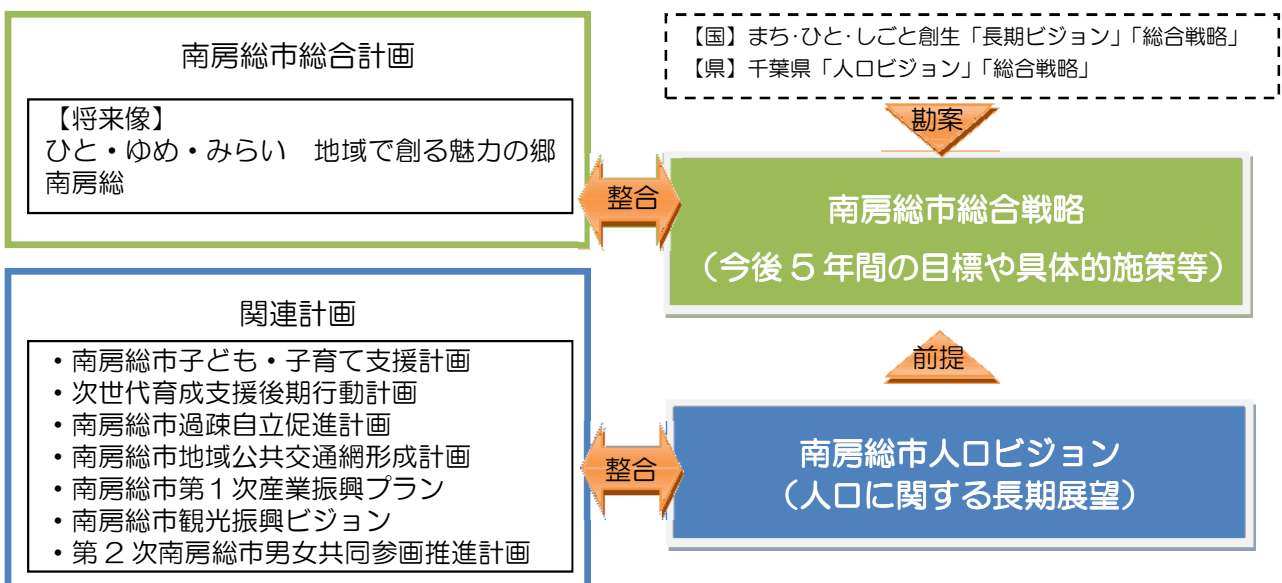 南房総市総合計画
【将来像】
ひと・ゆめ・みらい　地域で創る魅力の郷
南房総
【国】まち・ひと・しごと創生「長期ビジョン」「総合戦略」
【県】千葉県「人口ビジョン」「総合戦略」
勘案
整合
南房総市総合戦略
（今後５年間の目標や具体的施策等）
関連計画
・南房総市子ども・子育て支援計画
・次世代育成支援後期行動計画
・南房総市過疎自立促進計画
・南房総市地域公共交通網形成計画
・南房総市第１次産業振興プラン
・南房総市観光振興ビジョン
・第２次南房総市男女共同参画推進計画
前提
整合
南房総市人口ビジョン
（人口に関する長期展望）